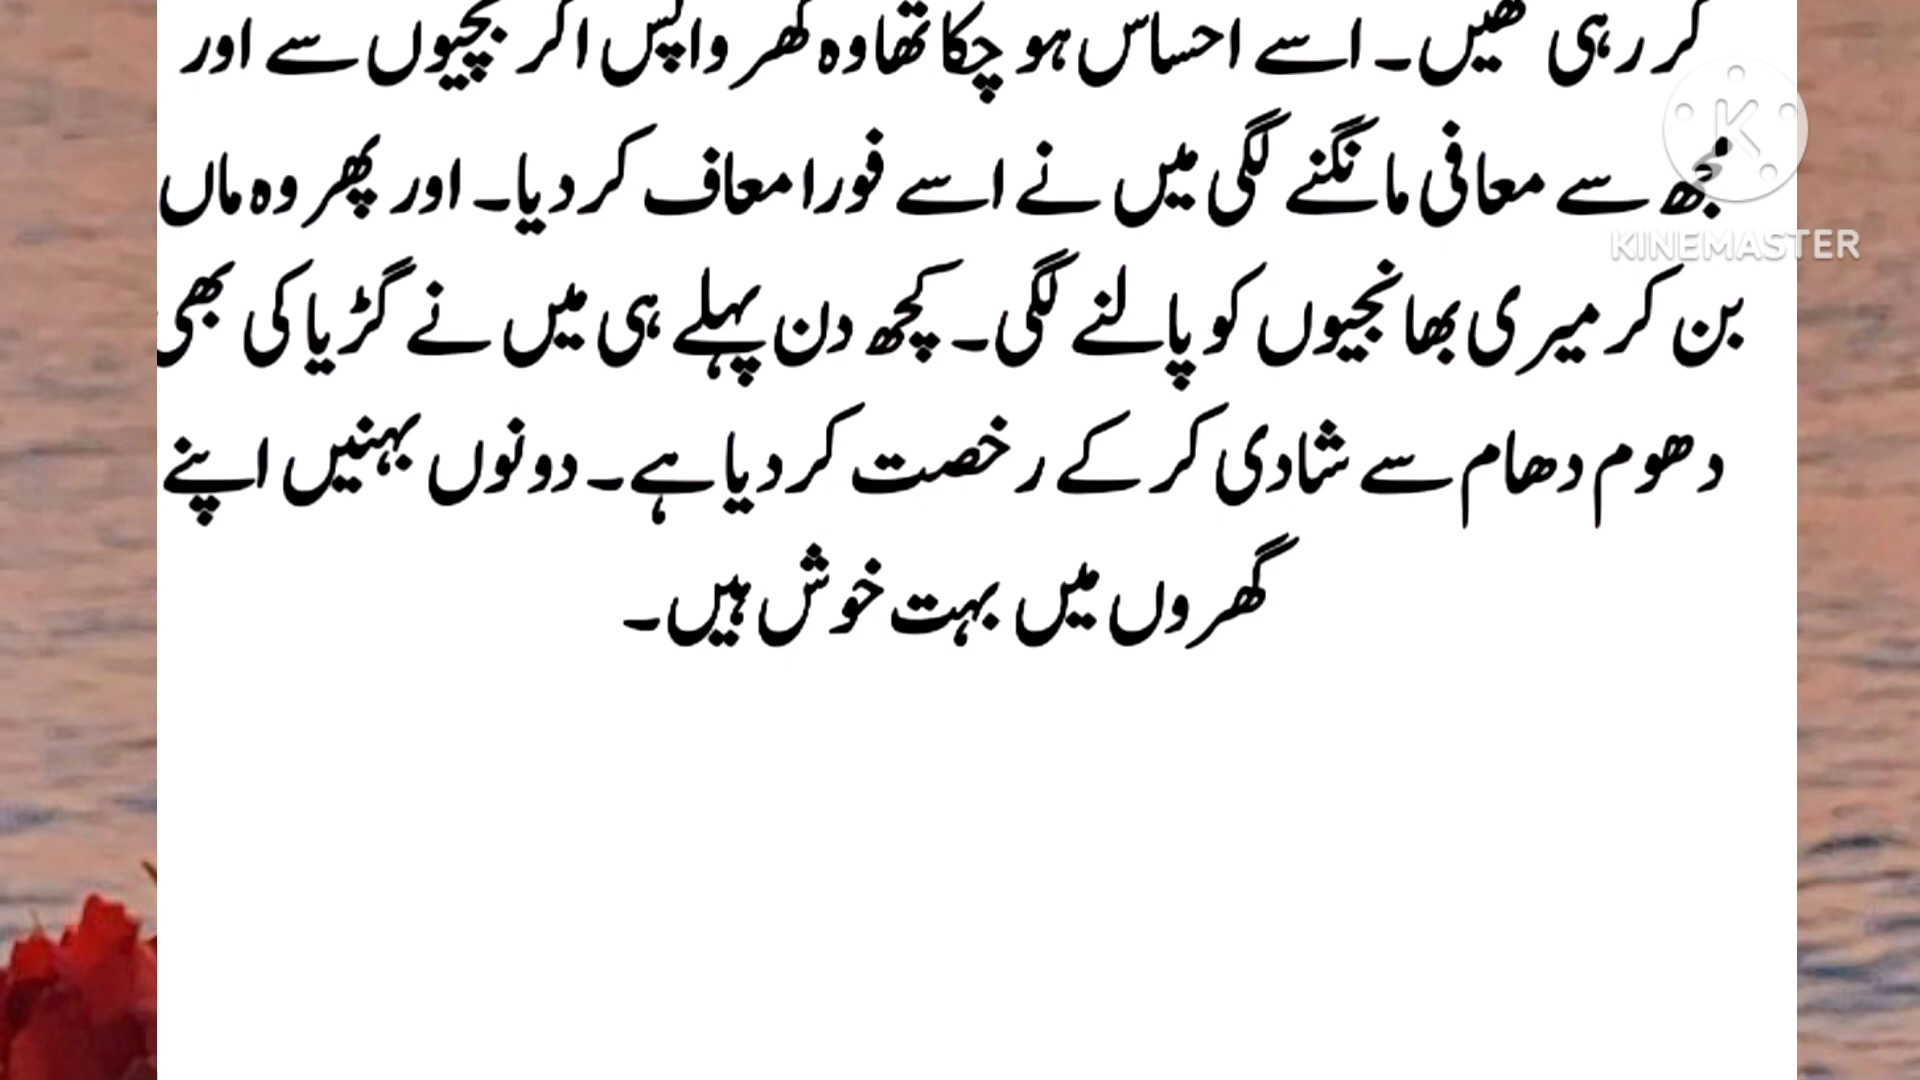 کر رہی تھیں۔ اسے احساس ہو چکا تھا وہ گھر واپس اکر بچیوں سے اور
مجھ سے معافی مانگنے لگی میں نے اسے فورا معاف کر دیا۔ اور پھر وہ ماں
بن کر میری بھانجیوں کو پالنے لگی۔ کچھ دن پہلے ہی میں نے گڑیا کی بھی
دھوم دھام سے شادی کر کے رخصت کر دیا ہے۔ دونوں بہنیں اپنے
گھروں میں بہت خوش ہیں۔
K
KINEMASTER